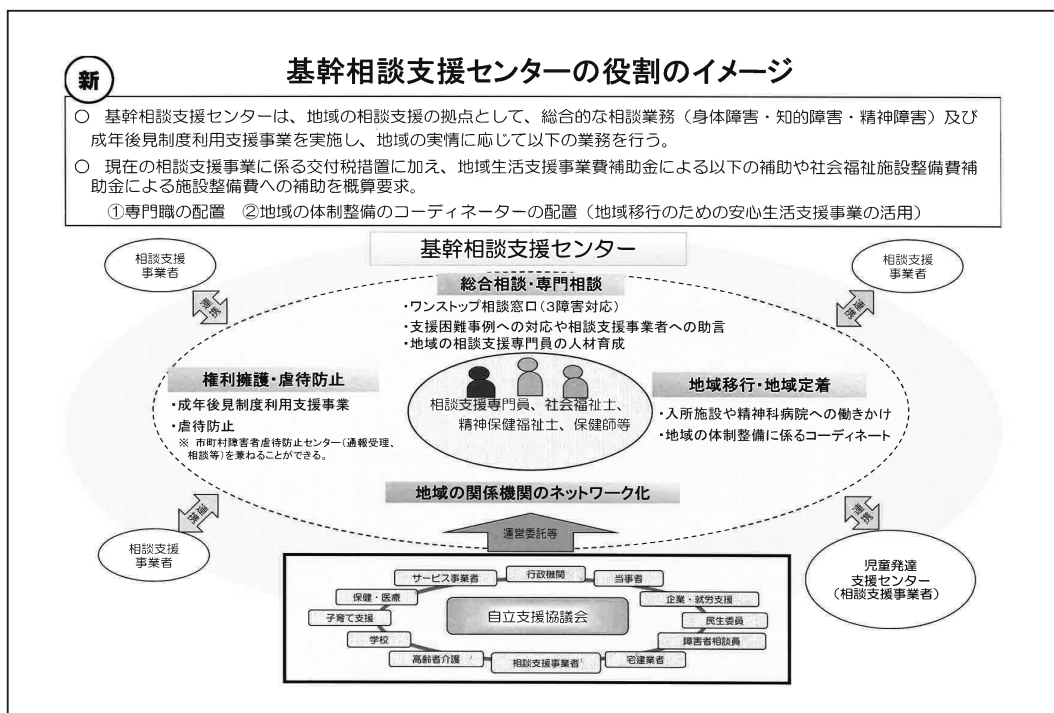 新
基幹相談支援センターの役割のイメージ
○ 基幹相談支援センターは、地域の相談支援の拠点として、総合的な相談業務（身体障害・知的障害・精神障害）及び
成年後見制度利用支援事業を実施し、地域の実情に応じて以下の業務を行う。
○ 現在の相談支援事業に係る交付税措置に加え、地域生活支援事業費補助金による以下の補助や社会福祉施設整備費補
助金による施設整備費への補助を概算要求。
①専門職の配置 ②地域の体制整備のコーディネーターの配置（地域移行のための安心生活支援事業の活用）
基幹相談支援センター
相談支援
事業者
相談支援
事業者
連携
連携
総合相談・専門相談
・ワンストップ相談窓口（3障害対応）
・支援困難事例への対応や相談支援事業者への助言
・地域の相談支援専門員の人材育成
権利擁護・虐待防止
・成年後見制度利用支援事業
・虐待防止
※ 市町村障害者虐待防止センター（通報受理、
相談等）を兼ねることができる。
相談支援専門員、社会福祉士、
精神保健福祉士、保健師等
地域移行・地域定着
・入所施設や精神科病院への働きかけ
・地域の体制整備に係るコーディネート
地域の関係機関のネットワーク化
連携
連携
相談支援
事業者
運営委託等
児童発達
支援センター
（相談支援事業者）
サービス事業者
行政機関
当事者
保健・医療
企業・就労支援
子育て支援
自立支援協議会
民生委員
学校
障害者相談員
高齢者介護
相談支援事業者
宅建業者